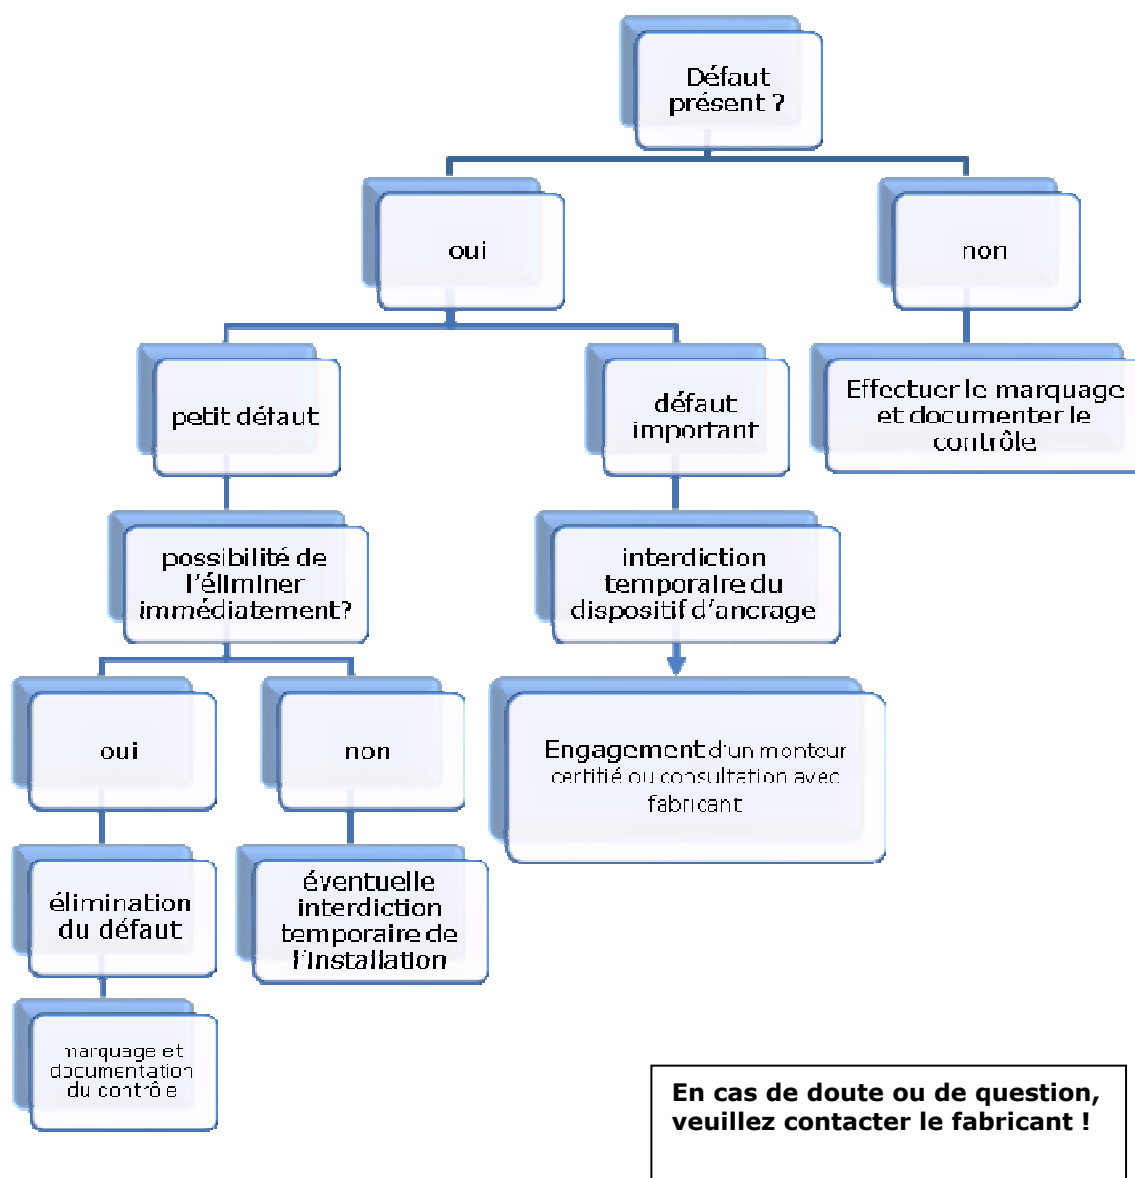 Défaut
présent ?
oui
non
petit défaut
défaut
important
Effectuer le marquage
et documenter le
contrôle
possibilité de
l'éliminer
immédiatement?
interdiction
temporaire du
dispositif d'ancrage
oui
non
Engagement d'un monteur
certifié ou consultation avec
fabricant
élimination
du défaut
éventuelle
interdiction
temporaire de
l'installation
marquage et
documentation
du contrôle
En cas de doute ou de question,
veuillez contacter le fabricant !